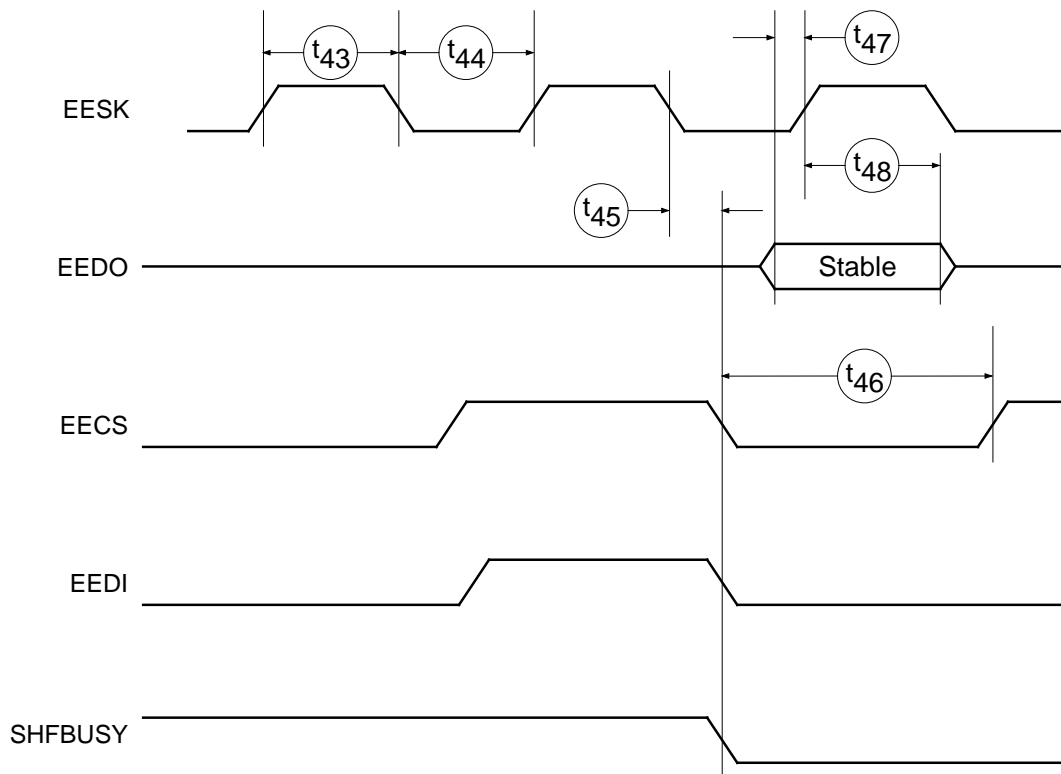 t43
t44
t47
EESK
t48
t45
EEDO
Stable
t46
EECS
EEDI
SHFBUSY